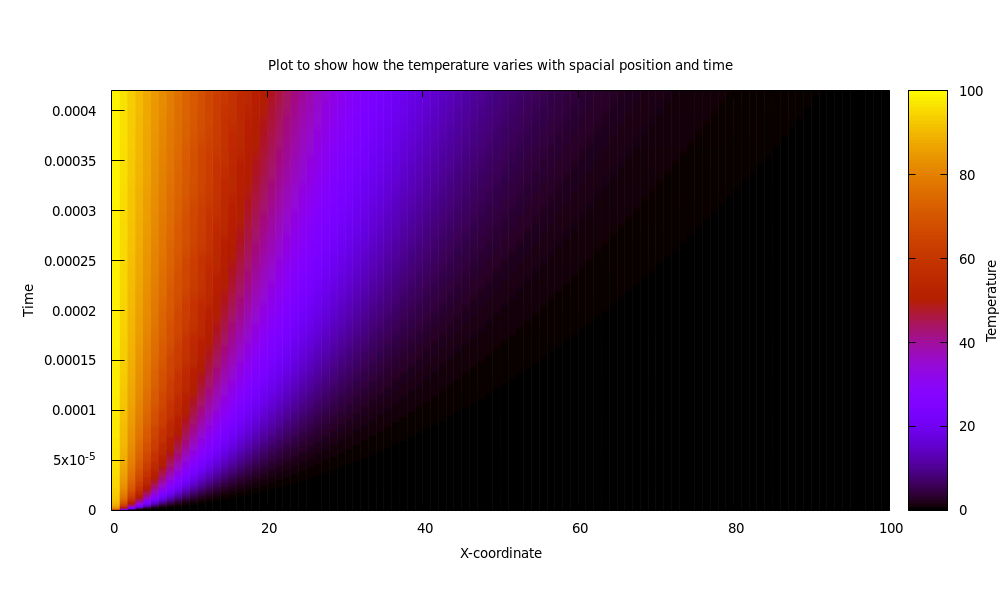 Plot to show how the temperature varies with spacial position and time
0.0004
0.00035
0.0003
0.00025
0.0002
0.00015
0.0001
5x10-5
0
Time
0 20 40 60 80 100
X-coordinate
100
80
60
40
20
0
Temperature